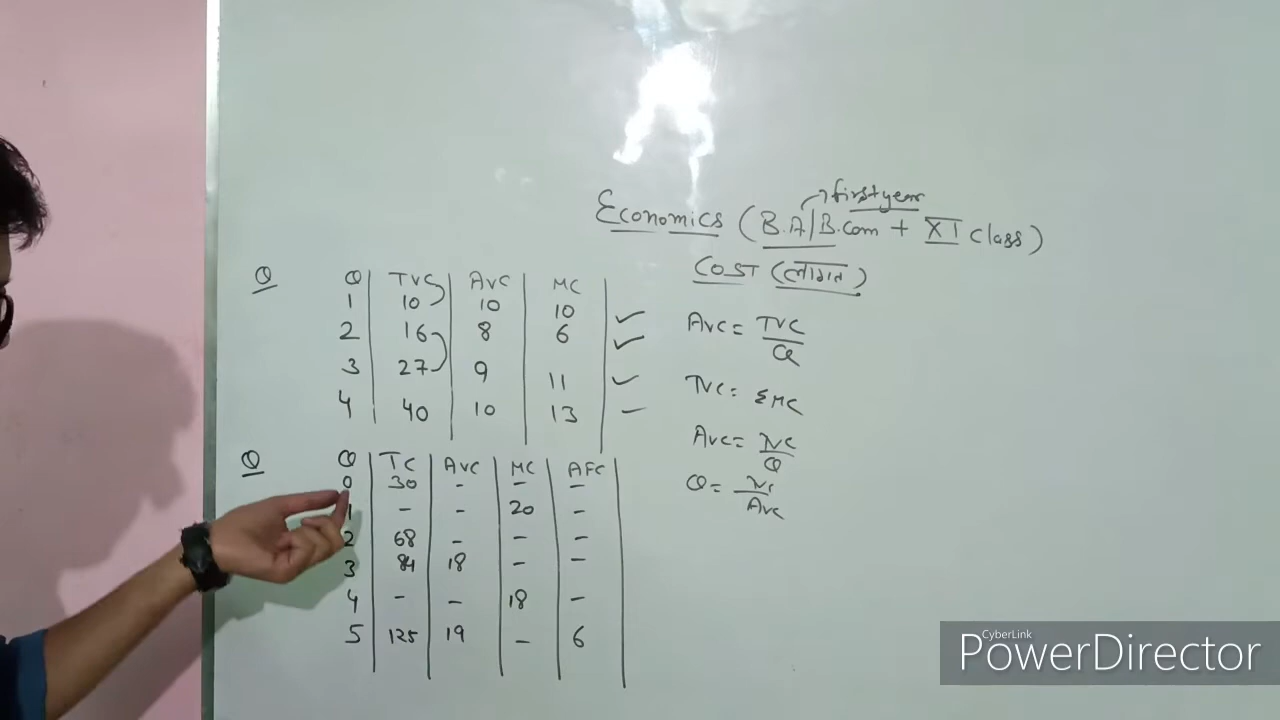 first year
Economics (B.A/B.Com + XI Class)
COST (लागत)
Q Q TVC AVC MC
1 10 10 10
2 16 8 6
3 27 9 11
4 40 10 13
AVC = TVC/Q
TVC = ΣMC
AVC = TVC/Q
Q = TVC/AVC
Q Q TC AVC MC AFC
0 30 - - -
1 - - 20 -
2 68 - - -
3 84 18 - -
4 - - 18 -
5 125 19 - 6
CyberLink
PowerDirector